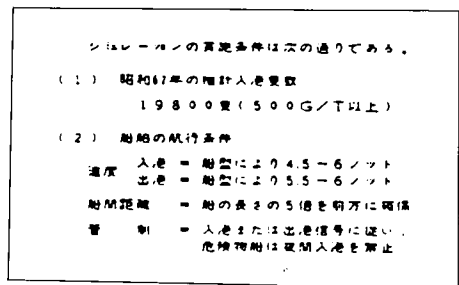 シミュレーションの実施条件は次の通りである。
(1) 昭和61年の推計入港隻数
19800隻(500G/T以上)
(2) 船舶の航行条件
速度 入港 = 船型により4.5~6ノット
出港 = 船型により5.5~6ノット
船間距離 = 船の長さの5倍を前方に確保
管制 = 入港または出港信号に従い、
危険物船は夜間入港を禁止